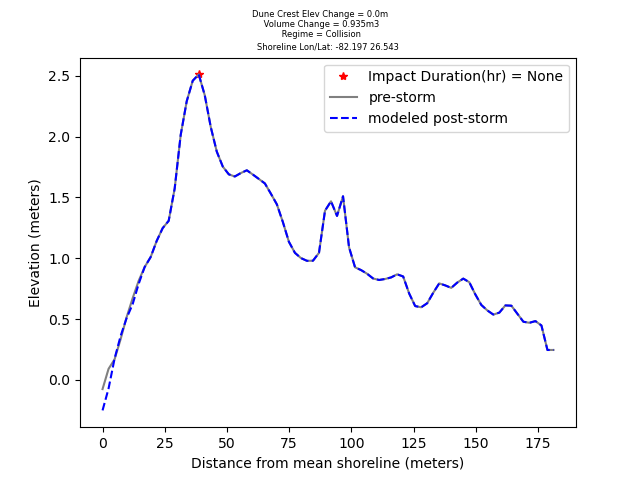 Dune Crest Elev Change = 0.0m
Volume Change = 0.935m3
Regime = Collision
Shoreline Lon/Lat: -82.197 26.543
Impact Duration(hr) = None
pre-storm
modeled post-storm
Elevation (meters)
2.5
2.0
1.5
1.0
0.5
0.0
0 25 50 75 100 125 150 175
Distance from mean shoreline (meters)